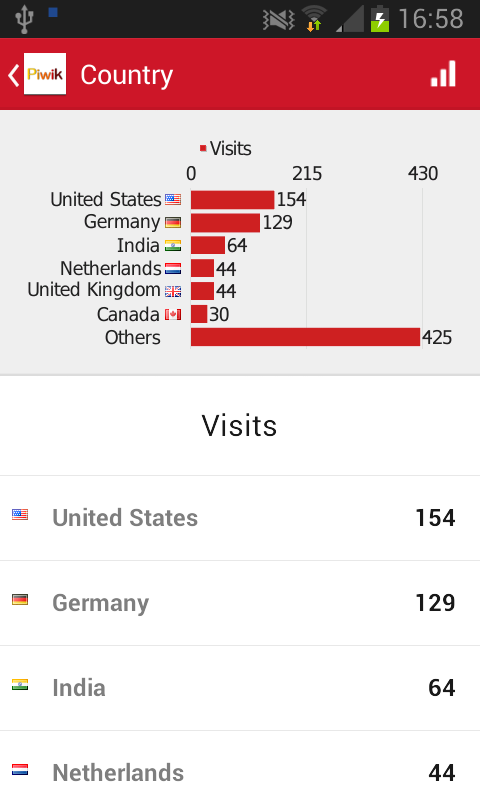 16:58
Piwik Country
Visits
0 215 430
United States 154
Germany 129
India 64
Netherlands 44
United Kingdom 44
Canada 30
Others 425
Visits
United States 154
Germany 129
India 64
Netherlands 44